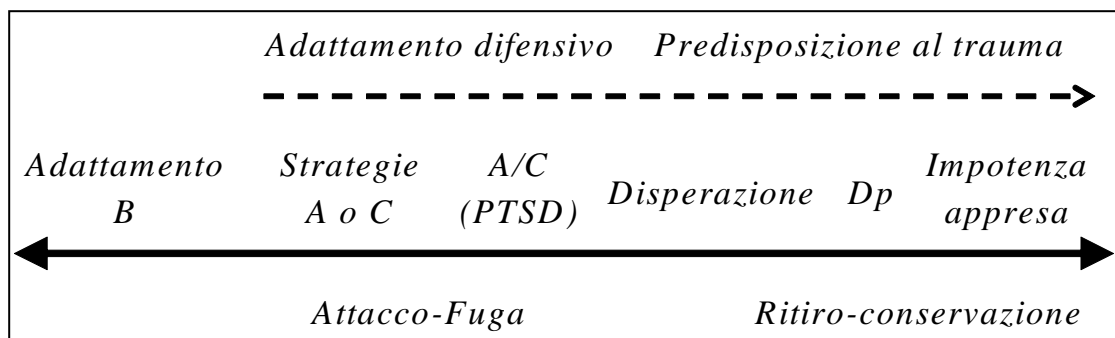 Adattamento difensivo Predisposizione al trauma
Adattamento Strategie A/C Disperazione Dp Impotenza
B A o C (PTSD) appresa
Attacco-Fuga Ritiro-conservazione